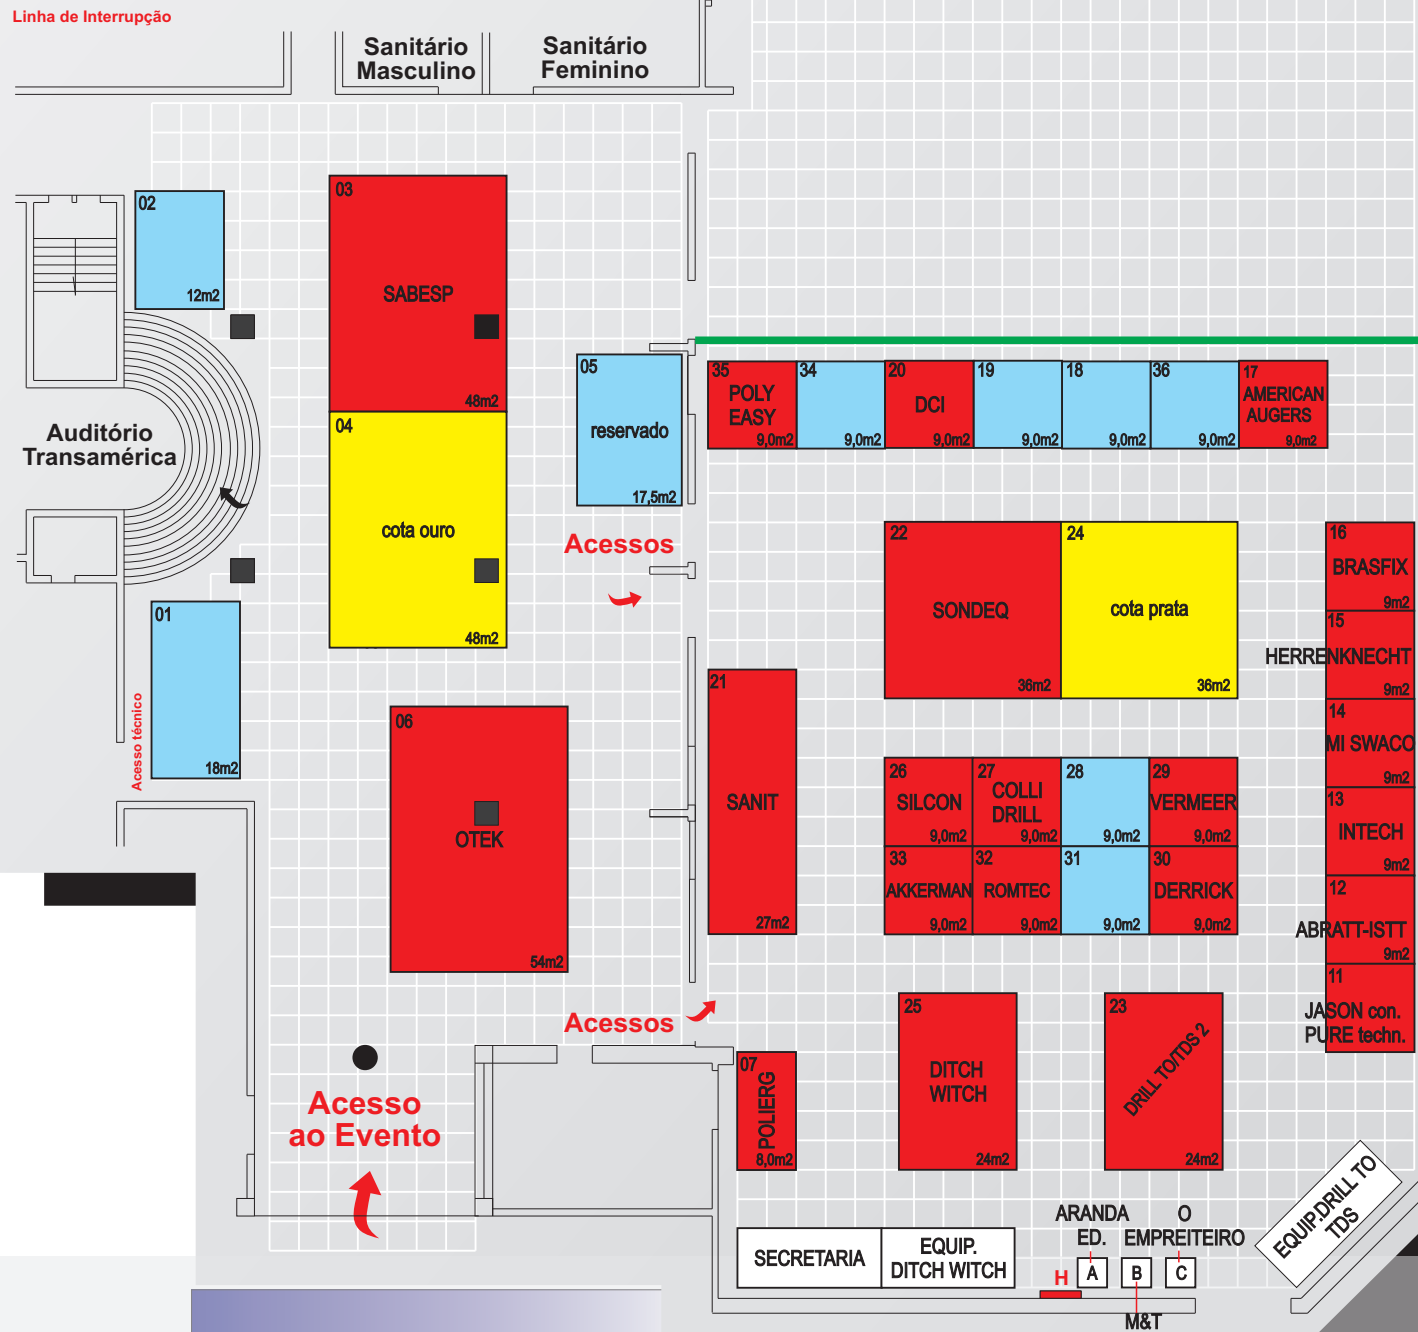 Linha de Interrupção
Sanitário
Masculino
Sanitário
Feminino
02
12m2
03
SABESP
48m2
04
cota ouro
48m2
05
reservado
17,5m2
Auditório
Transamérica
Acessos
01
18m2
Acesso técnico
06
OTEK
54m2
Acessos
Acesso
ao Evento
35
POLY
EASY
9,0m2
34
9,0m2
20
DCI
9,0m2
19
9,0m2
18
9,0m2
36
9,0m2
17
AMERICAN
AUGERS
9,0m2
22
SONDEQ
36m2
24
cota prata
36m2
16
BRASFIX
9m2
15
HERRENKNECHT
9m2
14
MI SWACO
9m2
13
INTECH
9m2
12
ABRATT-ISTT
9m2
11
JASON con.
PURE techn.
21
SANIT
27m2
26
SILCON
9,0m2
27
COLLI
DRILL
9,0m2
28
9,0m2
29
VERMEER
9,0m2
33
AKKERMAN
9,0m2
32
ROMTEC
9,0m2
31
9,0m2
30
DERRICK
9,0m2
25
DITCH
WITCH
24m2
23
DRILL TO/TDS 2
24m2
07
POLIERG
8,0m2
SECRETARIA
EQUIP.
DITCH WITCH
ARANDA
ED.
O
EMPREITEIRO
H
A
B
C
M&T
EQUIP.DRILL TO
TDS